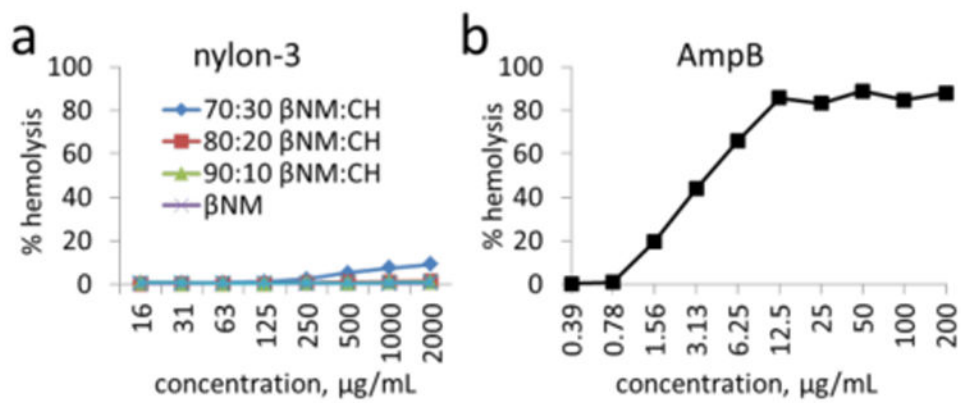 a
nylon-3
% hemolysis
100
80
60
40
20
0
70:30 βNM:CH
80:20 βNM:CH
90:10 βNM:CH
βNM
16
31
63
125
250
500
1000
2000
concentration, µg/mL
b
AmpB
% hemolysis
100
80
60
40
20
0
0.39
0.78
1.56
3.13
6.25
12.5
25
50
100
200
concentration, µg/mL